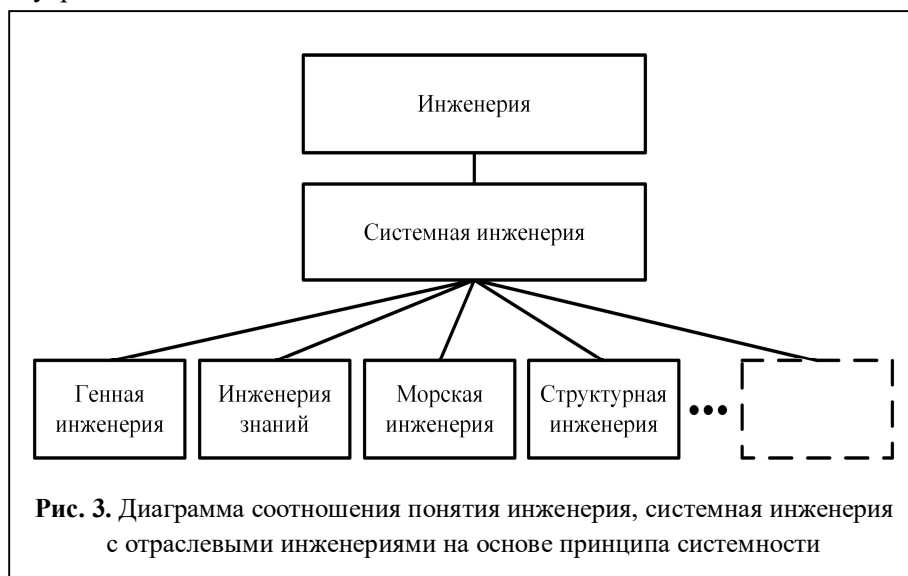 Инженерия
Системная инженерия
Генная
инженерия
Инженерия
знаний
Морская
инженерия
Структурная
инженерия
•••
Рис. 3. Диаграмма соотношения понятия инженерия, системная инженерия
с отраслевыми инженериями на основе принципа системности